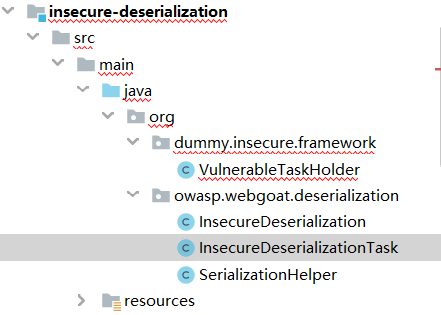 insecure-deserialization
src
main
java
org
dummy.insecure.framework
VulnerableTaskHolder
owasp.webgoat.deserialization
InsecureDeserialization
InsecureDeserializationTask
SerializationHelper
resources